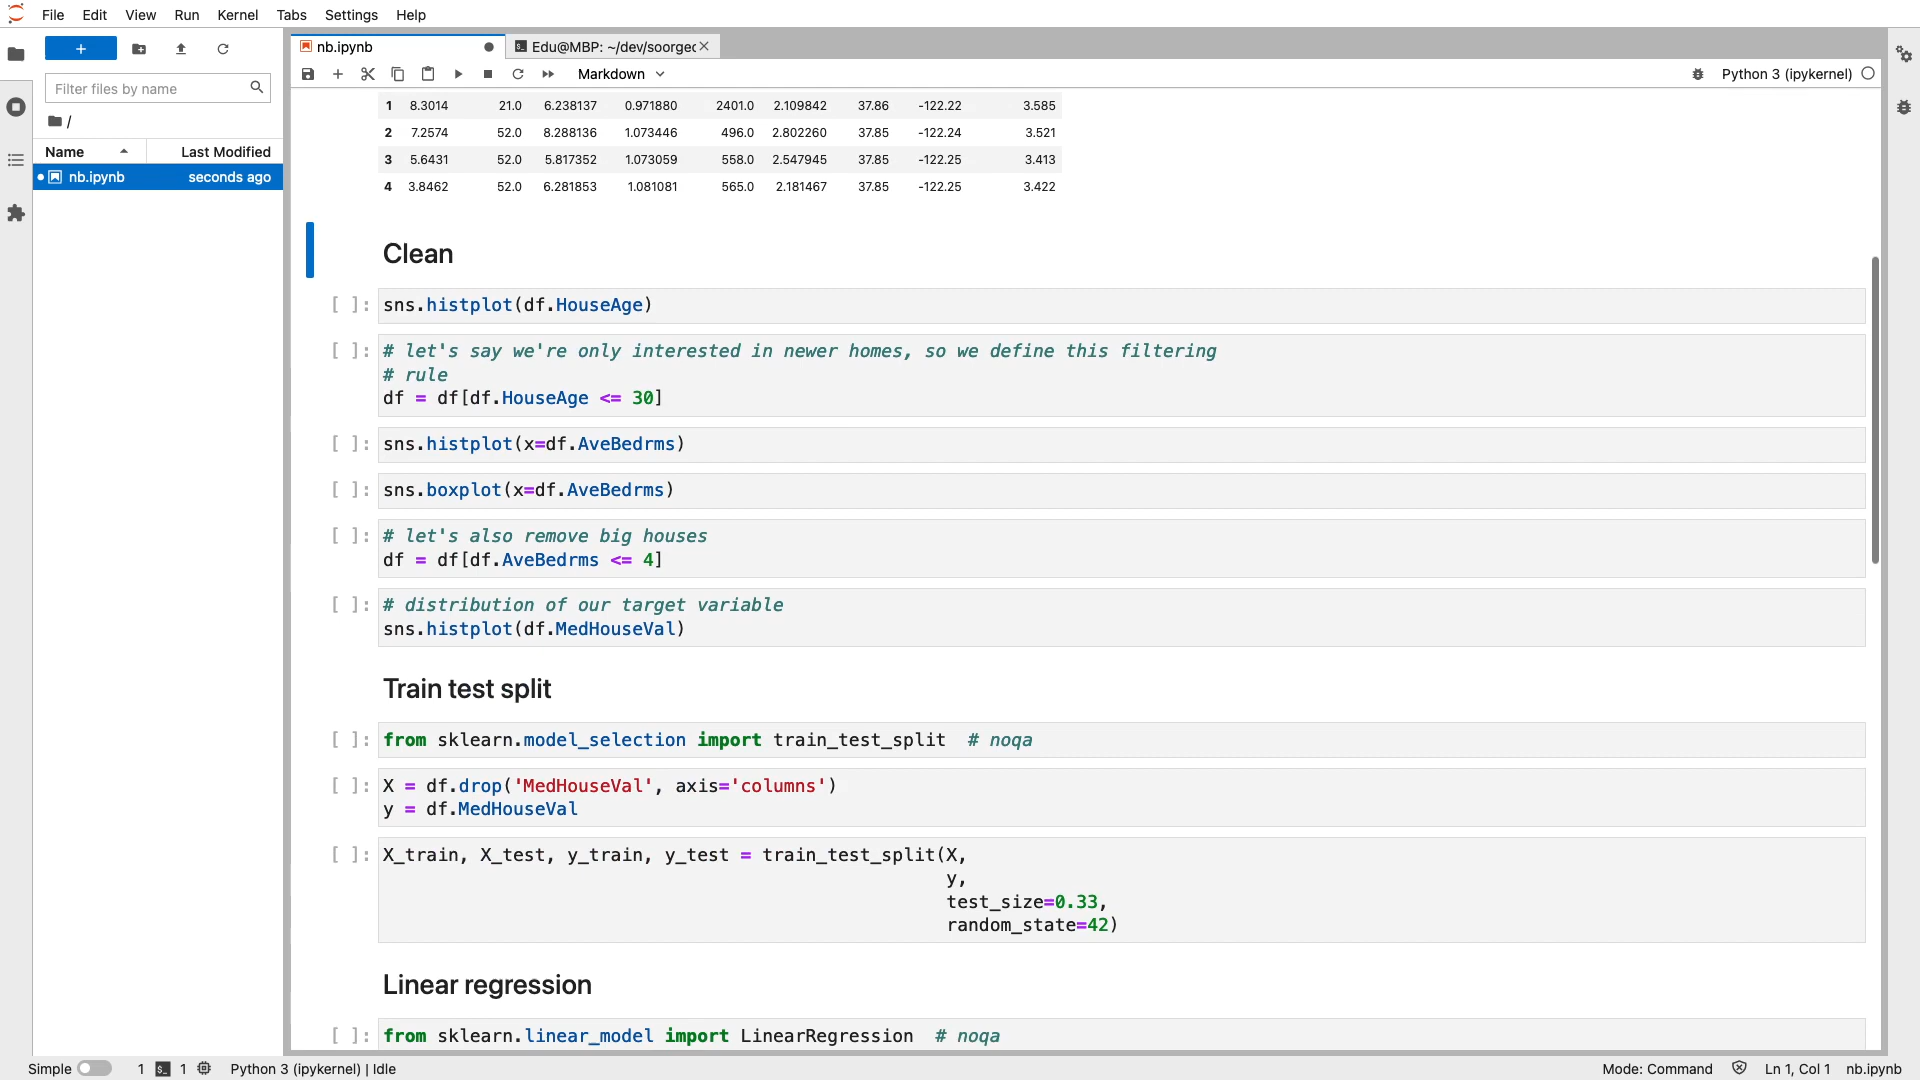 File Edit View Run Kernel Tabs Settings Help
nb.ipynb
Edu@MBP: ~/dev/soorgec
Filter files by name
Markdown
Python 3 (ipykernel)
/
Name Last Modified
nb.ipynb seconds ago
1 8.3014 21.0 6.238137 0.971880 2401.0 2.109842 37.86 -122.22 3.585
2 7.2574 52.0 8.288136 1.073446 496.0 2.802260 37.85 -122.24 3.521
3 5.6431 52.0 5.817352 1.073059 558.0 2.547945 37.85 -122.25 3.413
4 3.8462 52.0 6.281853 1.081081 565.0 2.181467 37.85 -122.25 3.422
Clean
[ ]: sns.histplot(df.HouseAge)
[ ]: # let's say we're only interested in newer homes, so we define this filtering
# rule
df = df[df.HouseAge <= 30]
[ ]: sns.histplot(x=df.AveBedrms)
[ ]: sns.boxplot(x=df.AveBedrms)
[ ]: # let's also remove big houses
df = df[df.AveBedrms <= 4]
[ ]: # distribution of our target variable
sns.histplot(df.MedHouseVal)
Train test split
[ ]: from sklearn.model_selection import train_test_split  # noqa
[ ]: X = df.drop('MedHouseVal', axis='columns')
y = df.MedHouseVal
[ ]: X_train, X_test, y_train, y_test = train_test_split(X,
y,
test_size=0.33,
random_state=42)
Linear regression
[ ]: from sklearn.linear_model import LinearRegression  # noqa
Simple 1 1 Python 3 (ipykernel) | Idle Mode: Command Ln 1, Col 1 nb.ipynb